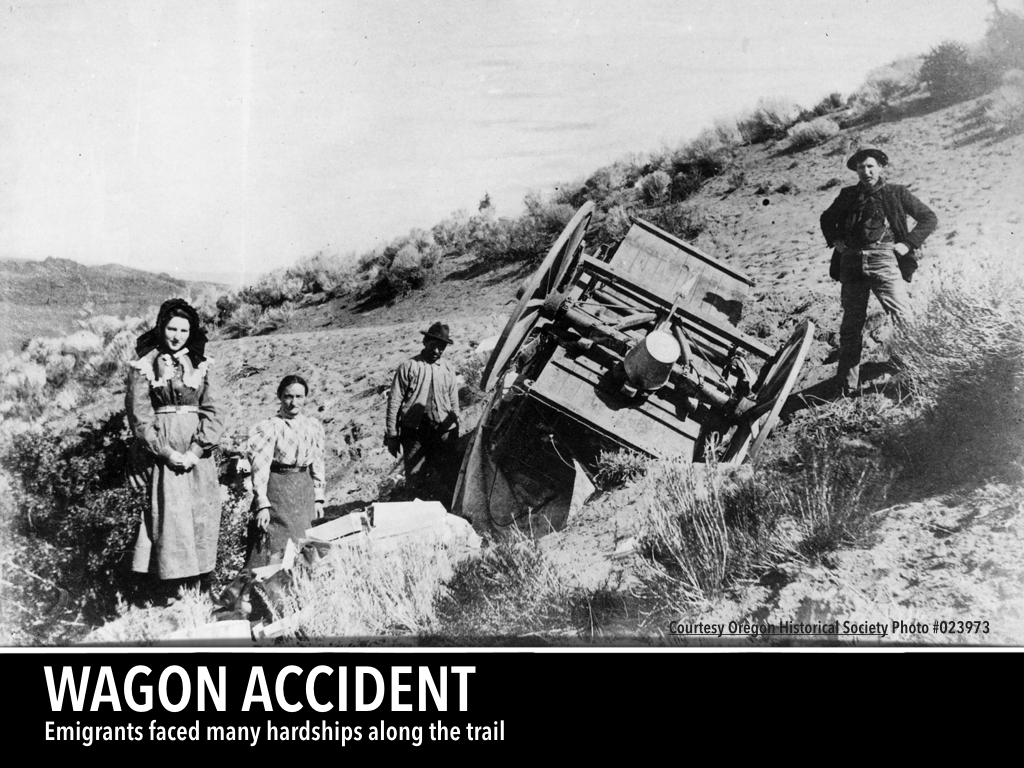 Courtesy Oregon Historical Society Photo #023973
WAGON ACCIDENT
Emigrants faced many hardships along the trail